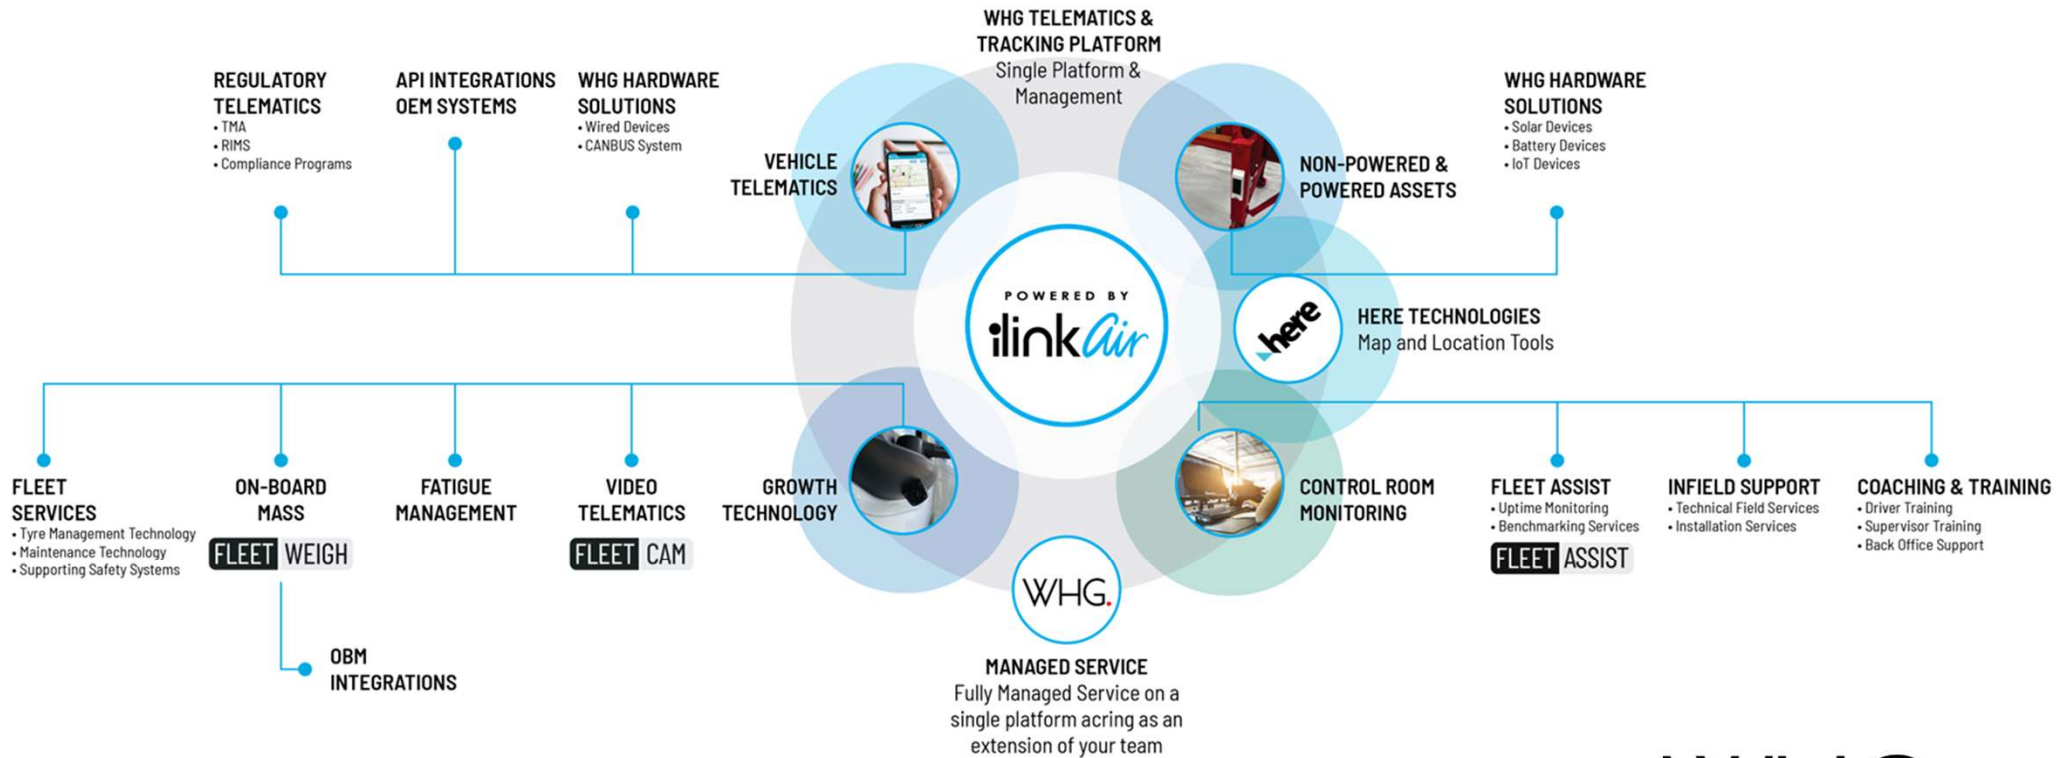 WHG TELEMATICS &
TRACKING PLATFORM
Single Platform &
Management
REGULATORY
TELEMATICS
• TMA
• RIMS
• Compliance Programs
API INTEGRATIONS
OEM SYSTEMS
WHG HARDWARE
SOLUTIONS
• Wired Devices
• CANBUS System
VEHICLE
TELEMATICS
NON-POWERED &
POWERED ASSETS
WHG HARDWARE
SOLUTIONS
• Solar Devices
• Battery Devices
• IoT Devices
POWERED BY
ilinkair
here
HERE TECHNOLOGIES
Map and Location Tools
FLEET
SERVICES
• Tyre Management Technology
• Maintenance Technology
• Supporting Safety Systems
ON-BOARD
MASS
FLEET WEIGH
OBM
INTEGRATIONS
FATIGUE
MANAGEMENT
VIDEO
TELEMATICS
FLEET CAM
GROWTH
TECHNOLOGY
CONTROL ROOM
MONITORING
FLEET ASSIST
• Uptime Monitoring
• Benchmarking Services
FLEET ASSIST
INFIELD SUPPORT
• Technical Field Services
• Installation Services
COACHING & TRAINING
• Driver Training
• Supervisor Training
• Back Office Support
WHG.
MANAGED SERVICE
Fully Managed Service on a
single platform acring as an
extension of your team